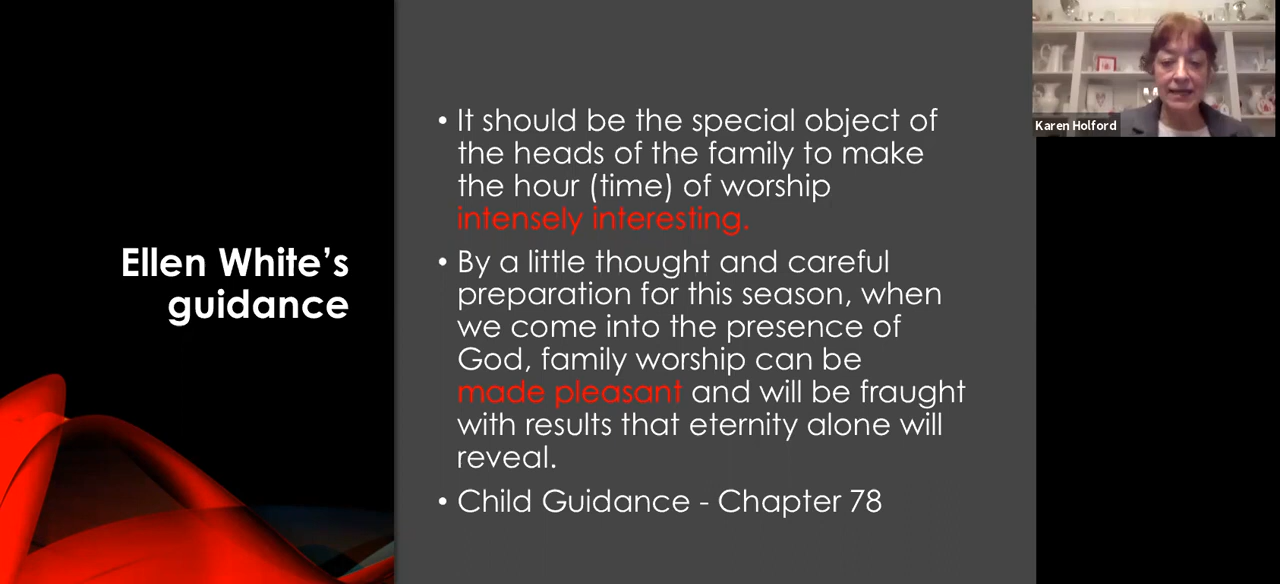 Ellen White's
guidance
• It should be the special object of
the heads of the family to make
the hour (time) of worship
intensely interesting.
• By a little thought and careful
preparation for this season, when
we come into the presence of
God, family worship can be
made pleasant and will be fraught
with results that eternity alone will
reveal.
• Child Guidance - Chapter 78
Karen Holford